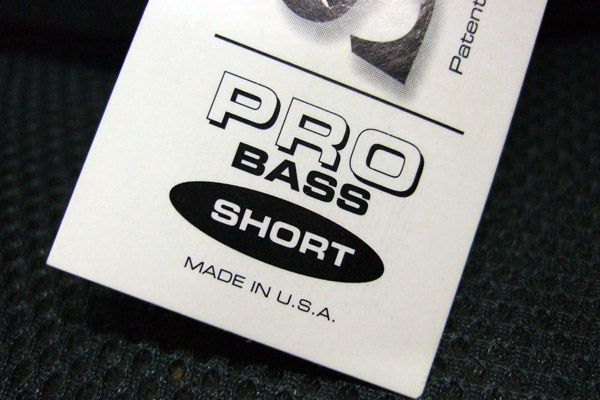 Patent
PRO
BASS
SHORT
MADE IN U.S.A.